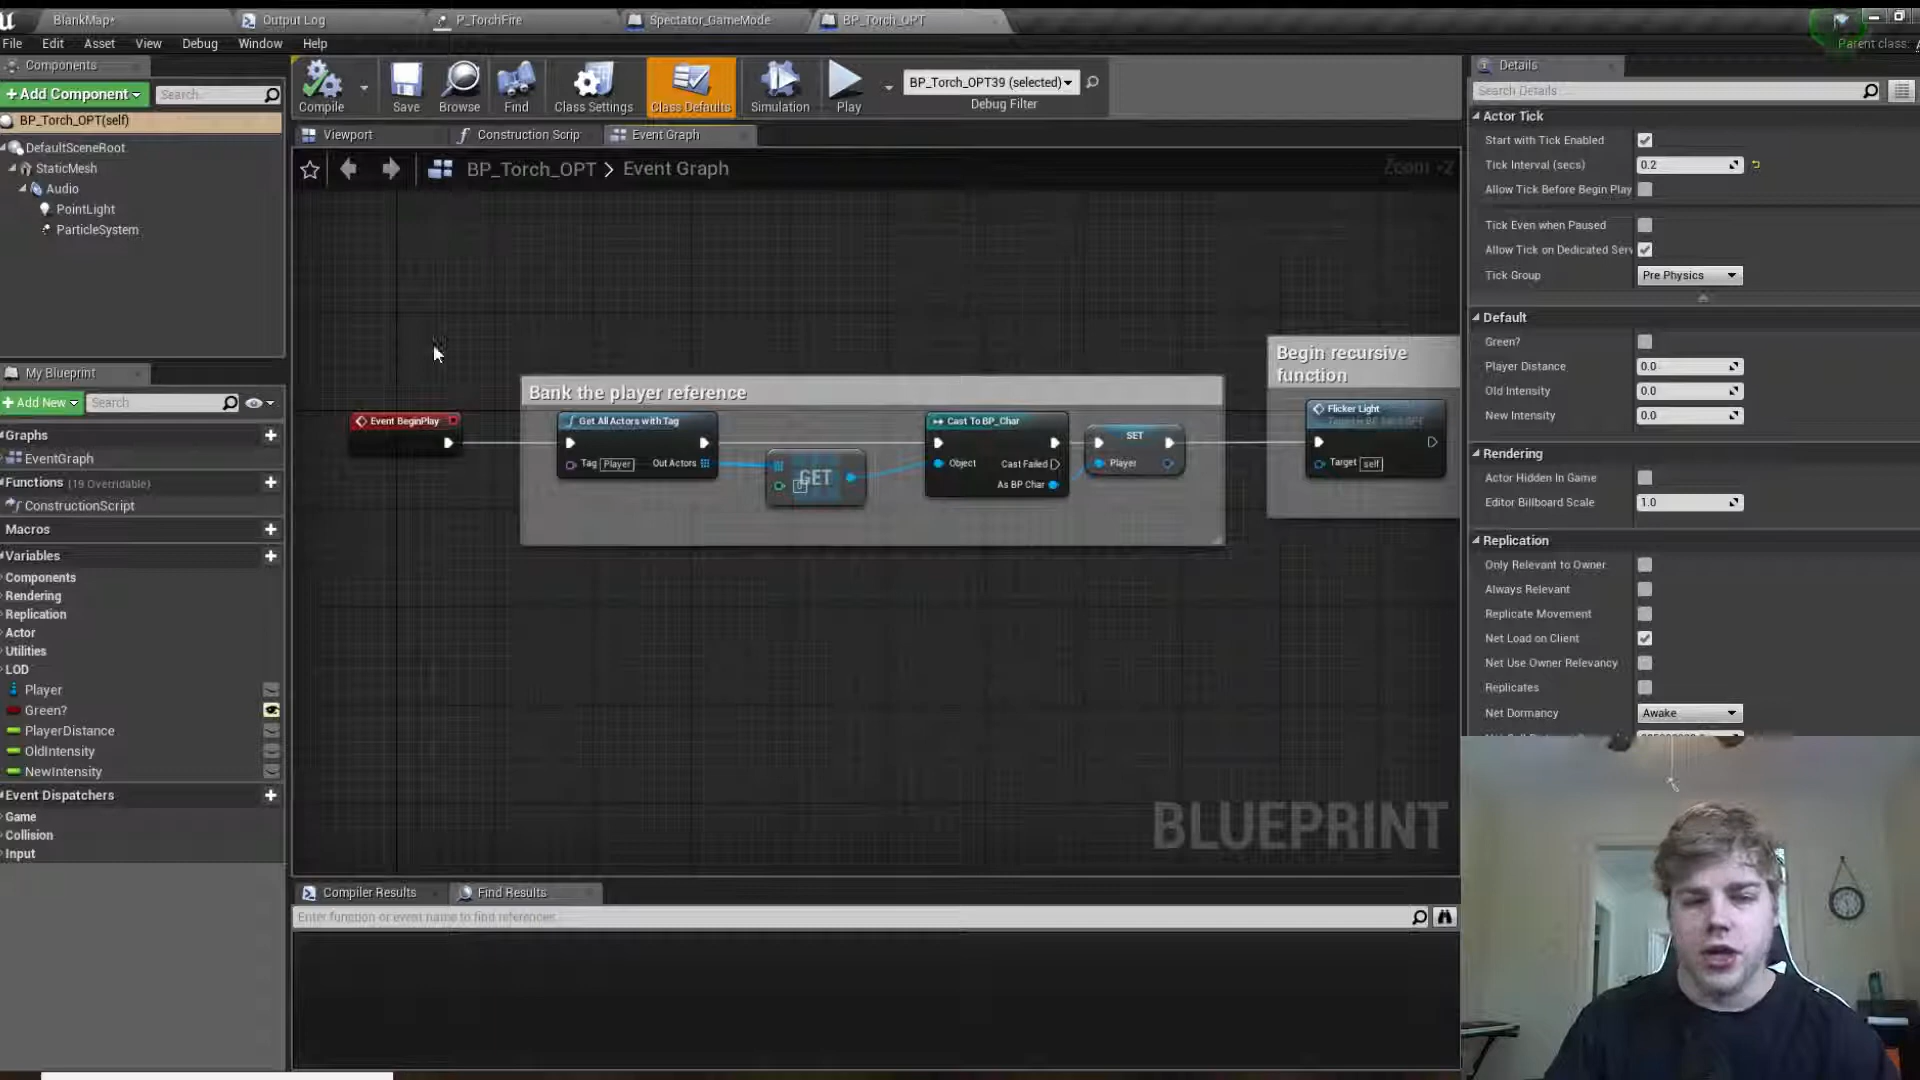 BlankMap*
Output Log
P_TorchFire
Spectator_GameMode
BP_Torch_OPT
File
Edit
Asset
View
Debug
Window
Help
Parent class:
Components
+Add Component
Search...
BP_Torch_OPT(self)
DefaultSceneRoot
StaticMesh
Audio
PointLight
ParticleSystem
Compile
Save
Browse
Find
Class Settings
Class Defaults
Simulation
Play
BP_Torch_OPT39 (selected)
Debug Filter
Viewport
Construction Scrip
Event Graph
BP_Torch_OPT > Event Graph
Zoom -2
Bank the player reference
Event BeginPlay
Get All Actors with Tag
Tag Player
Out Actors
GET
0
Cast To BP_Char
Object
Cast Failed
As BP Char
SET
Player
Begin recursive
function
Flicker Light
Target self
BLUEPRINT
My Blueprint
+Add New
Search
Graphs
EventGraph
Functions (19 Overridable)
ConstructionScript
Macros
Variables
Components
Rendering
Replication
Actor
Utilities
LOD
Player
Green?
PlayerDistance
OldIntensity
NewIntensity
Event Dispatchers
Game
Collision
Input
Compiler Results
Find Results
Enter function or event name to find references...
Details
Search Details
Actor Tick
Start with Tick Enabled
Tick Interval (secs)
0.2
Allow Tick Before Begin Play
Tick Even when Paused
Allow Tick on Dedicated Serv
Tick Group
Pre Physics
Default
Green?
Player Distance
0.0
Old Intensity
0.0
New Intensity
0.0
Rendering
Actor Hidden In Game
Editor Billboard Scale
1.0
Replication
Only Relevant to Owner
Always Relevant
Replicate Movement
Net Load on Client
Net Use Owner Relevancy
Replicates
Net Dormancy
Awake